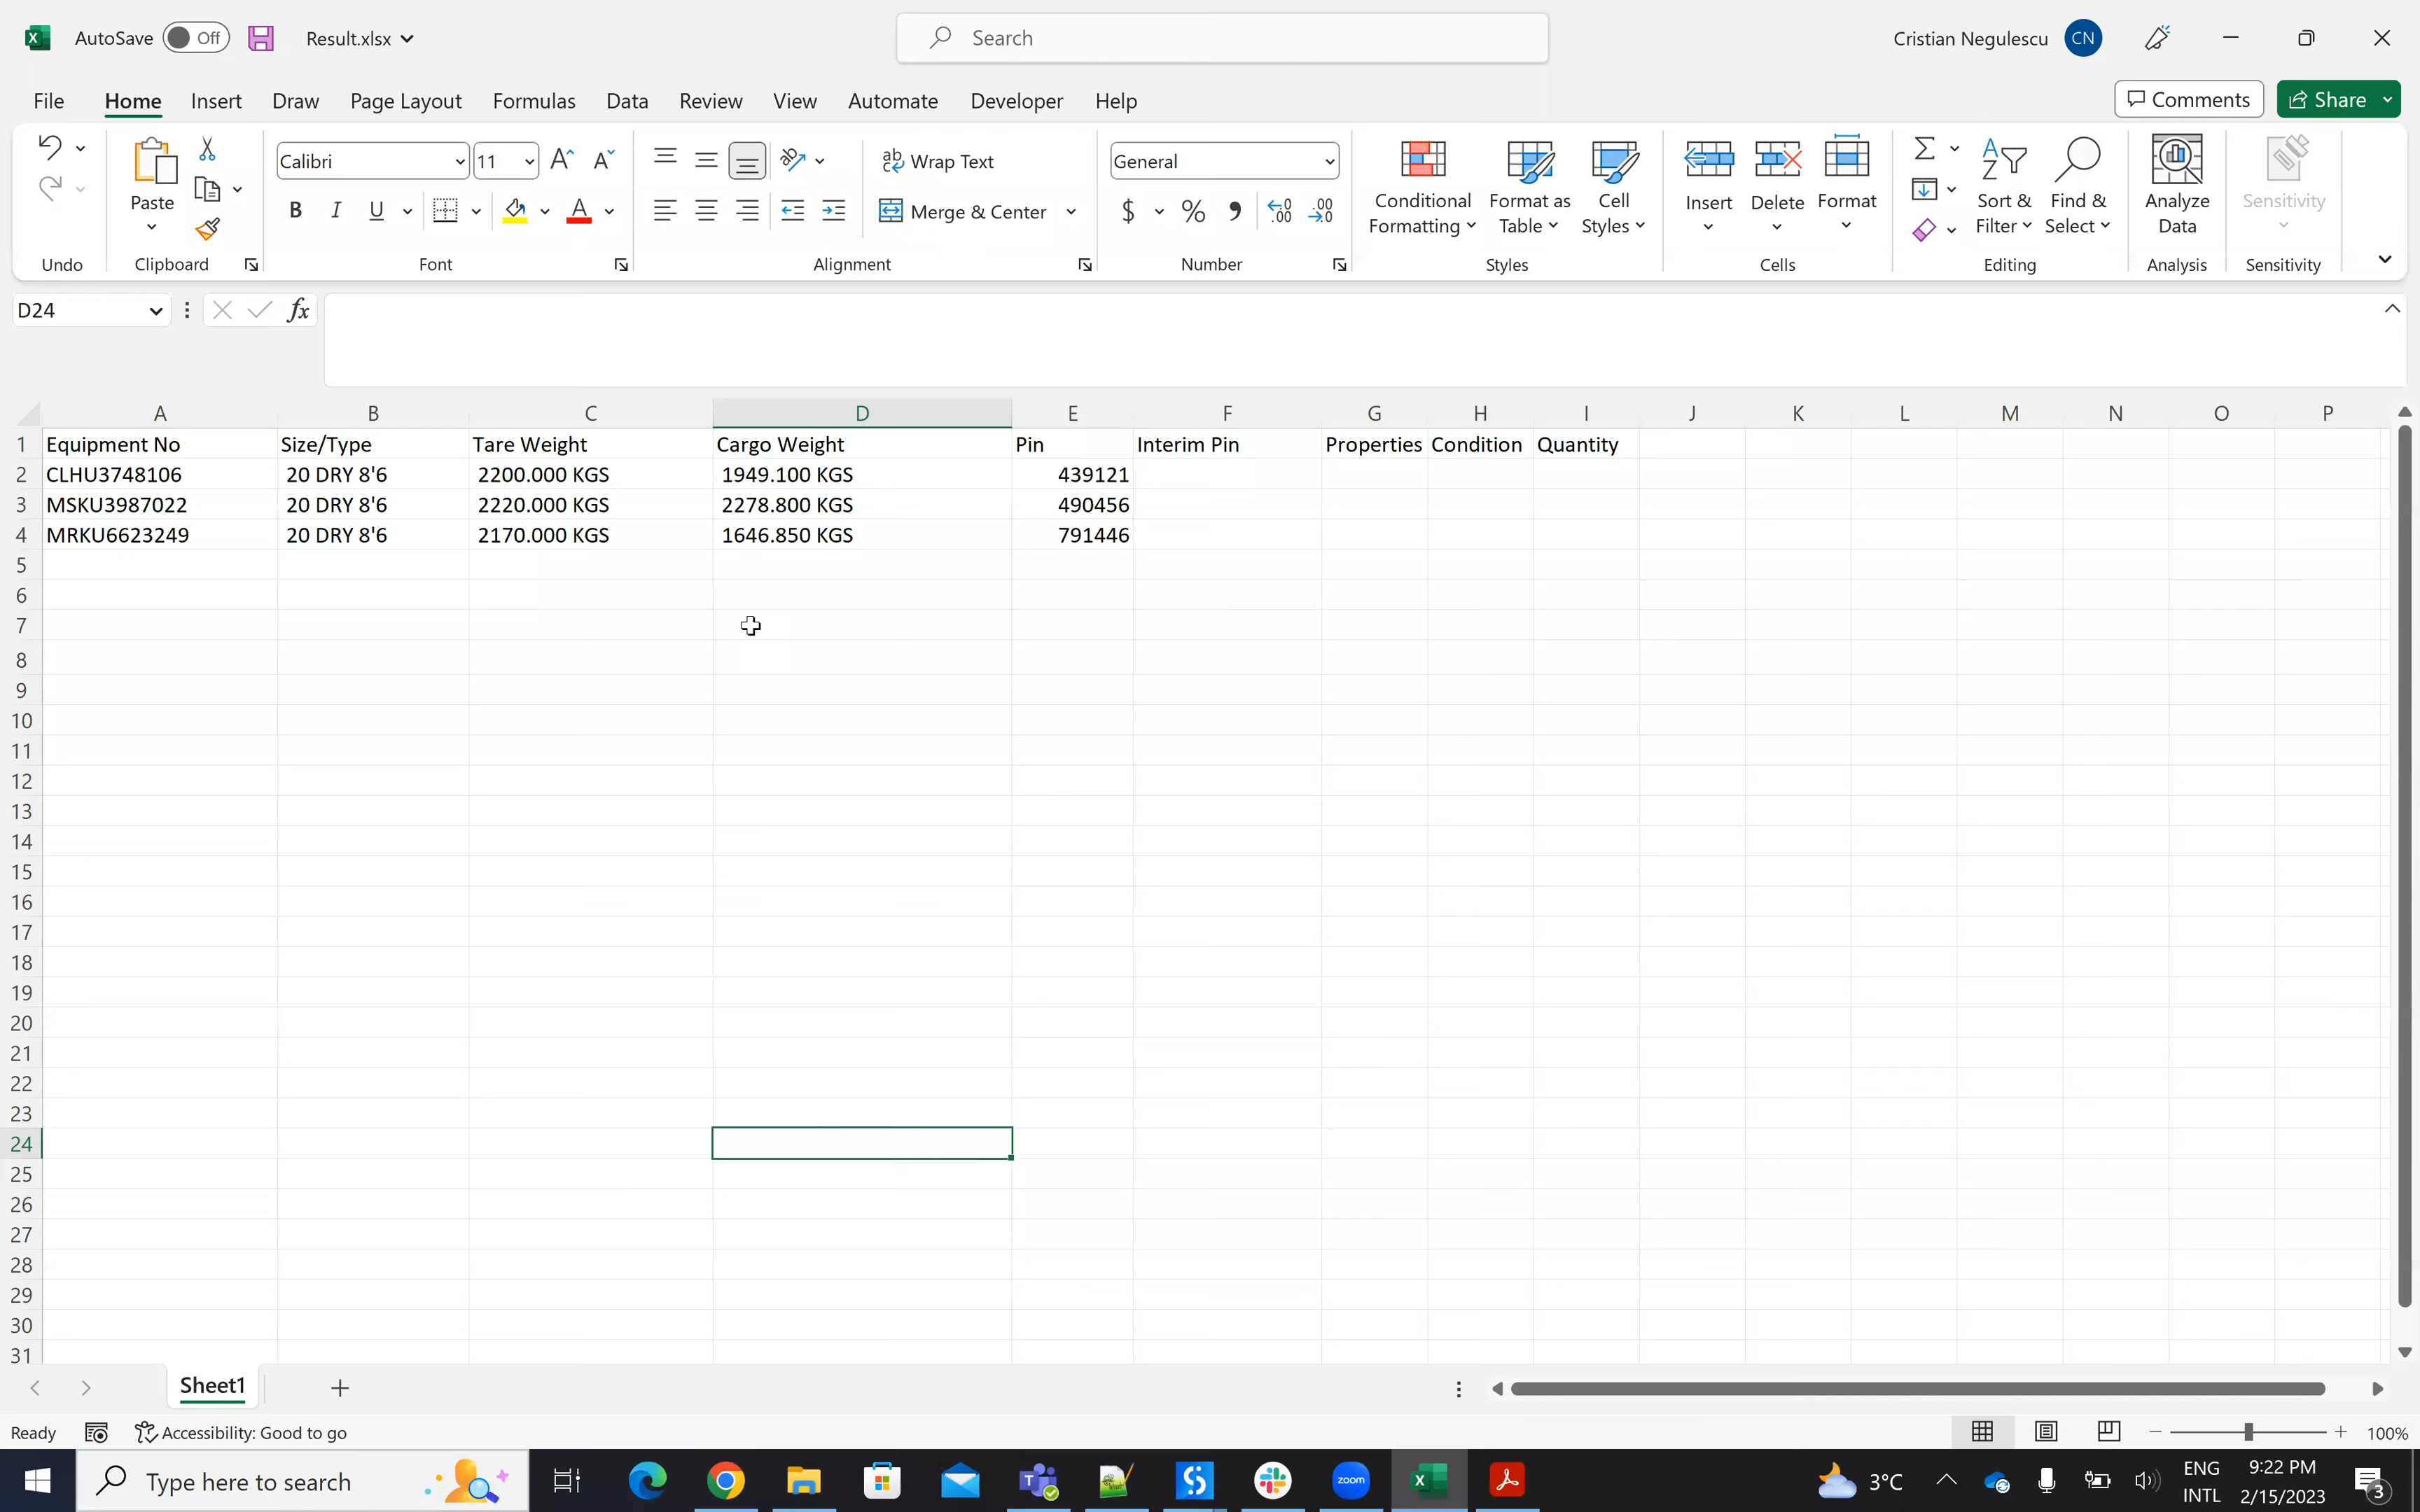 AutoSave Off Result.xlsx Search Cristian Negulescu CN
File Home Insert Draw Page Layout Formulas Data Review View Automate Developer Help Comments Share
Paste Calibri 11 Wrap Text General Conditional Formatting Format as Table Cell Styles Insert Delete Format Sort & Filter Find & Select Analyze Data Sensitivity
B I U A Merge & Center $ % 9
Undo Clipboard Font Alignment Number Styles Cells Editing Analysis Sensitivity
D24 fx
A B C D E F G H I J K L M N O P
1 Equipment No Size/Type Tare Weight Cargo Weight Pin Interim Pin Properties Condition Quantity
2 CLHU3748106 20 DRY 8'6 2200.000 KGS 1949.100 KGS 439121
3 MSKU3987022 20 DRY 8'6 2220.000 KGS 2278.800 KGS 490456
4 MRKU6623249 20 DRY 8'6 2170.000 KGS 1646.850 KGS 791446
5
6
7
8
9
10
11
12
13
14
15
16
17
18
19
20
21
22
23
24
25
26
27
28
29
30
31
Sheet1
Ready Accessibility: Good to go 100%
Type here to search zoom 3°C ENG 9:22 PM
INTL 2/15/2023 3